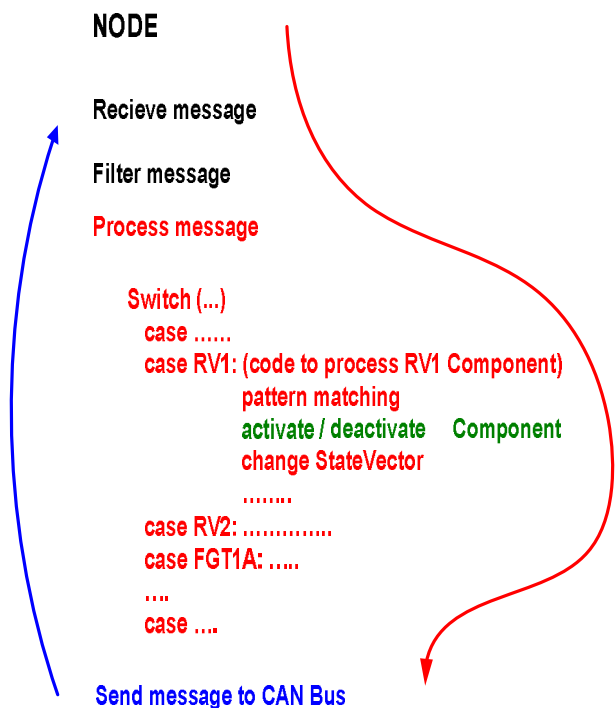 NODE
Recieve message
Filter message
Process message
Switch (...)
case ......
case RV1: (code to process RV1 Component)
pattern matching
activate / deactivate Component
change StateVector
........
case RV2: ..............
case FGT1A: .....
....
case ....
Send message to CAN Bus